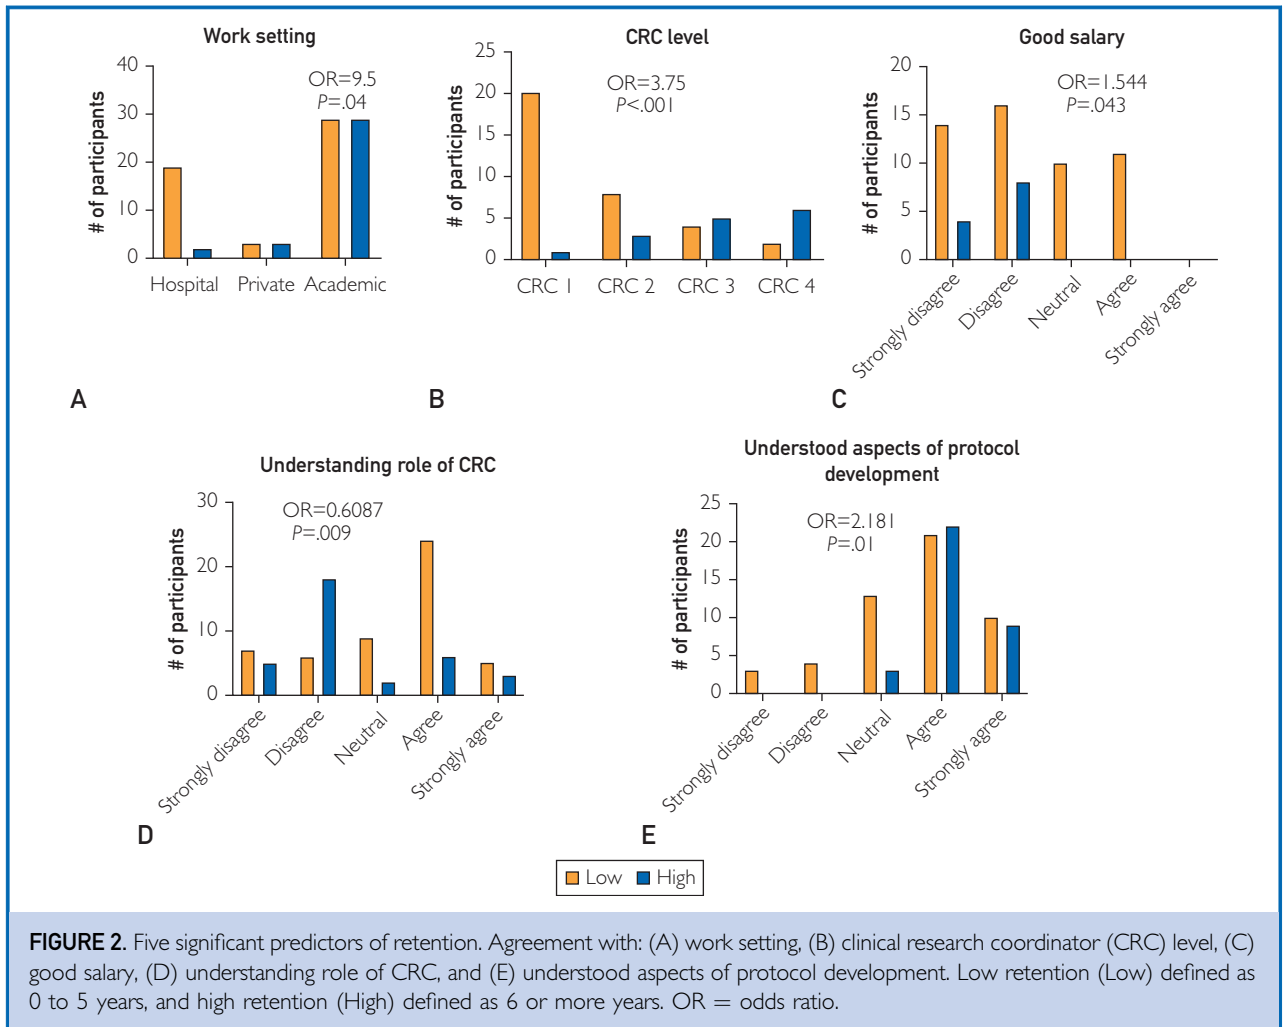 Work setting
# of participants
40
30
20
10
0
OR=9.5
P=.04
Hospital Private Academic
A
CRC level
# of participants
25
20
15
10
5
0
OR=3.75
P<.001
CRC 1 CRC 2 CRC 3 CRC 4
B
Good salary
# of participants
20
15
10
5
0
OR=1.544
P=.043
Strongly disagree
Disagree
Neutral
Agree
Strongly agree
C
Understanding role of CRC
# of participants
30
20
10
0
OR=0.6087
P=.009
Strongly disagree
Disagree
Neutral
Agree
Strongly agree
D
Understood aspects of protocol
development
# of participants
25
20
15
10
5
0
OR=2.181
P=.01
Strongly disagree
Disagree
Neutral
Agree
Strongly agree
E
Low High
FIGURE 2. Five significant predictors of retention. Agreement with: (A) work setting, (B) clinical research coordinator (CRC) level, (C)
good salary, (D) understanding role of CRC, and (E) understood aspects of protocol development. Low retention (Low) defined as
0 to 5 years, and high retention (High) defined as 6 or more years. OR = odds ratio.